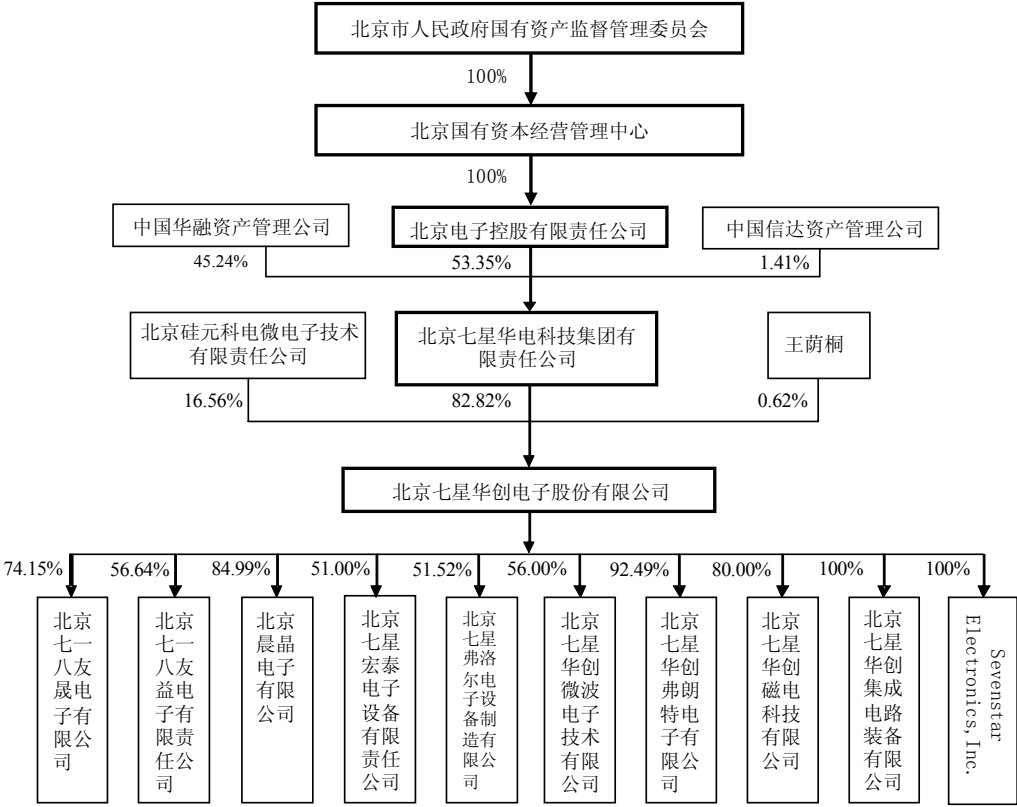 北京市人民政府国有资产监督管理委员会
100%
北京国有资本经营管理中心
100%
中国华融资产管理公司
北京电子控股有限责任公司
中国信达资产管理公司
45.24%
53.35%
1.41%
北京硅元科电微电子技术
有限责任公司
北京七星华电科技集团有
限责任公司
王荫桐
16.56%
82.82%
0.62%
北京七星华创电子股份有限公司
74.15%
56.64%
84.99%
51.00%
51.52%
56.00%
92.49%
80.00%
100%
100%
北京
七一
八友
晟电
子有
限公
司
北京
七一
八友
益电
子有
限责
任公
司
北京
晨晶
电子
有限
公司
北京
七星
宏泰
电子
设备
有限
责任
公司
北京
七星
弗洛
尔电
子设
备制
造有
限公
司
北京
七星
华创
微波
电子
技术
有限
公司
北京
七星
华创
弗朗
特电
子有
限公
司
北京
七星
华创
磁电
科技
有限
公司
北京
七星
华创
集成
电路
装备
有限
公司
Sevenstar
Electronics, Inc.